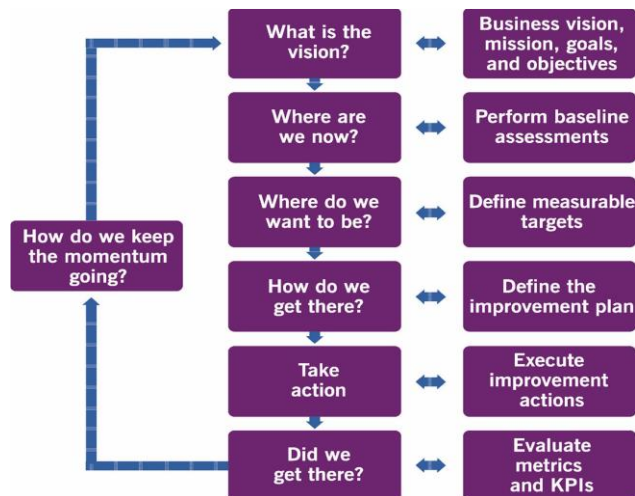 What is the
vision?
Business vision,
mission, goals,
and objectives
Where are
we now?
Perform baseline
assessments
Where do we
want to be?
Define measurable
targets
How do we keep
the momentum
going?
How do we
get there?
Define the
improvement plan
Take
action
Execute
improvement
actions
Did we
get there?
Evaluate
metrics
and KPIs